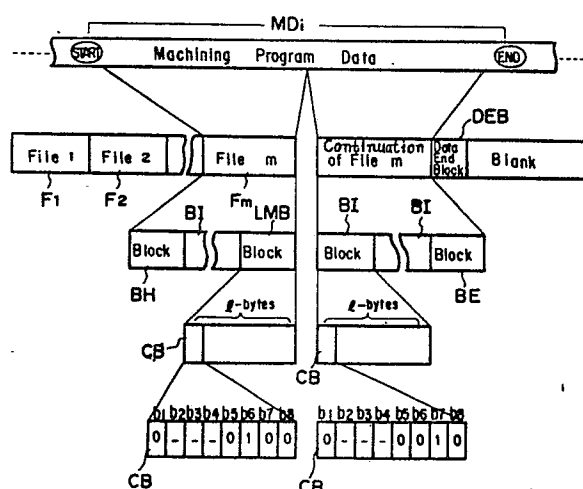 MDi
START Machining Program Data END
DEB
File 1 File 2 File m Continuation of File m Data End Block Blank
F1 F2 Fm
BI LMB BI BI
Block Block Block Block
BH BE
ℓ-bytes ℓ-bytes
CB CB
b1 b2 b3 b4 b5 b6 b7 b8 b1 b2 b3 b4 b5 b6 b7 b8
0 - - - 0 1 0 0 0 - - - 0 0 1 0
CB CB